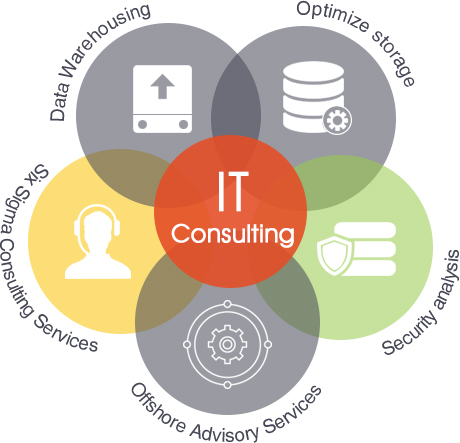 Data Warehousing
Optimize storage
IT
Consulting
Six Sigma Consulting Services
Security analysis
Offshore Advisory Services